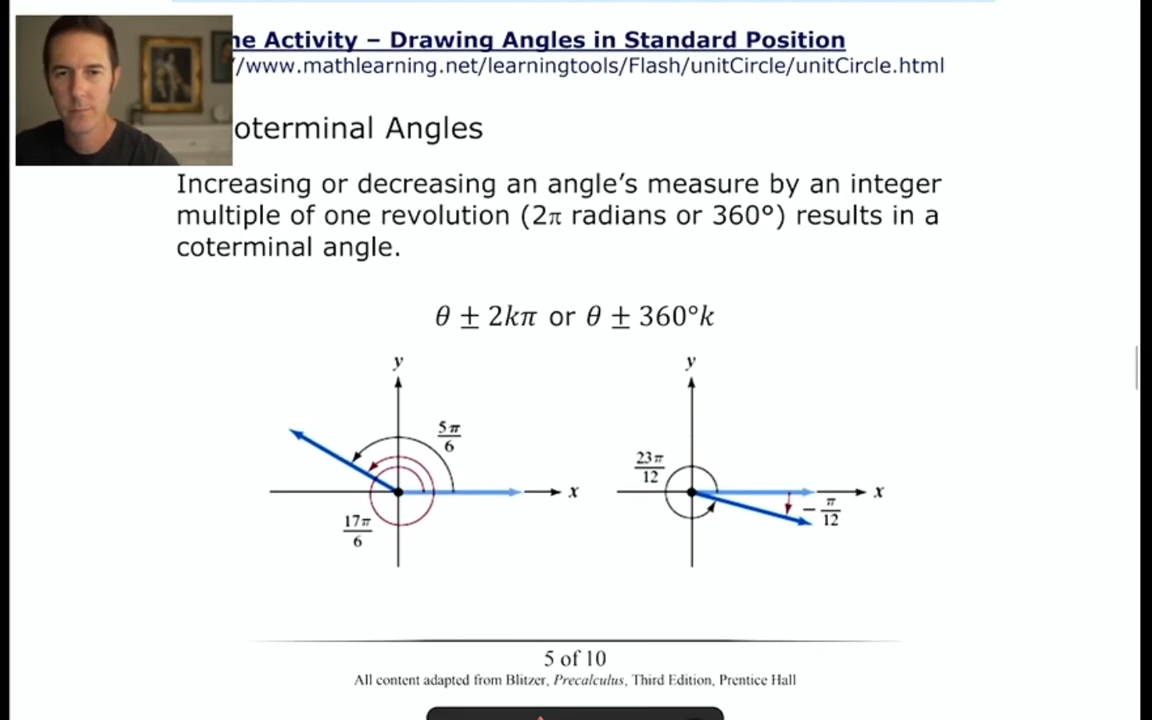 he Activity – Drawing Angles in Standard Position
//www.mathlearning.net/learningtools/Flash/unitCircle/unitCircle.html
oterminal Angles
Increasing or decreasing an angle’s measure by an integer
multiple of one revolution (2π radians or 360°) results in a
coterminal angle.
θ ± 2kπ or θ ± 360°k
y
5π
6
x
17π
6
y
23π
12
x
− π
12
5 of 10
All content adapted from Blitzer, Precalculus, Third Edition, Prentice Hall